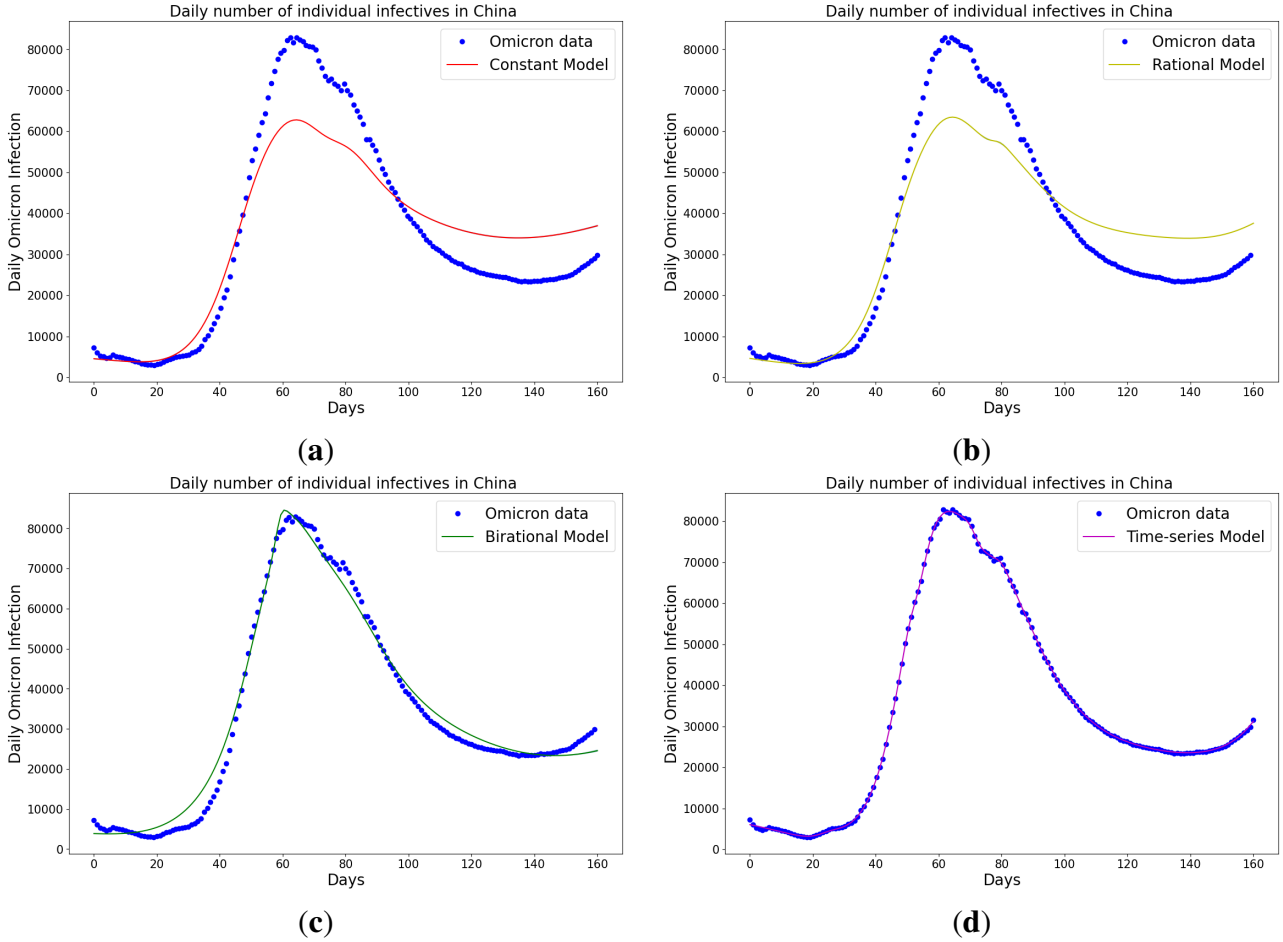 Daily number of individual infectives in China
Omicron data
Constant Model
80000
70000
60000
50000
40000
30000
20000
10000
0
Daily Omicron Infection
0 20 40 60 80 100 120 140 160
Days
(a)
Daily number of individual infectives in China
Omicron data
Rational Model
80000
70000
60000
50000
40000
30000
20000
10000
0
Daily Omicron Infection
0 20 40 60 80 100 120 140 160
Days
(b)
Daily number of individual infectives in China
Omicron data
Birational Model
80000
70000
60000
50000
40000
30000
20000
10000
0
Daily Omicron Infection
0 20 40 60 80 100 120 140 160
Days
(c)
Daily number of individual infectives in China
Omicron data
Time-series Model
80000
70000
60000
50000
40000
30000
20000
10000
0
Daily Omicron Infection
0 20 40 60 80 100 120 140 160
Days
(d)